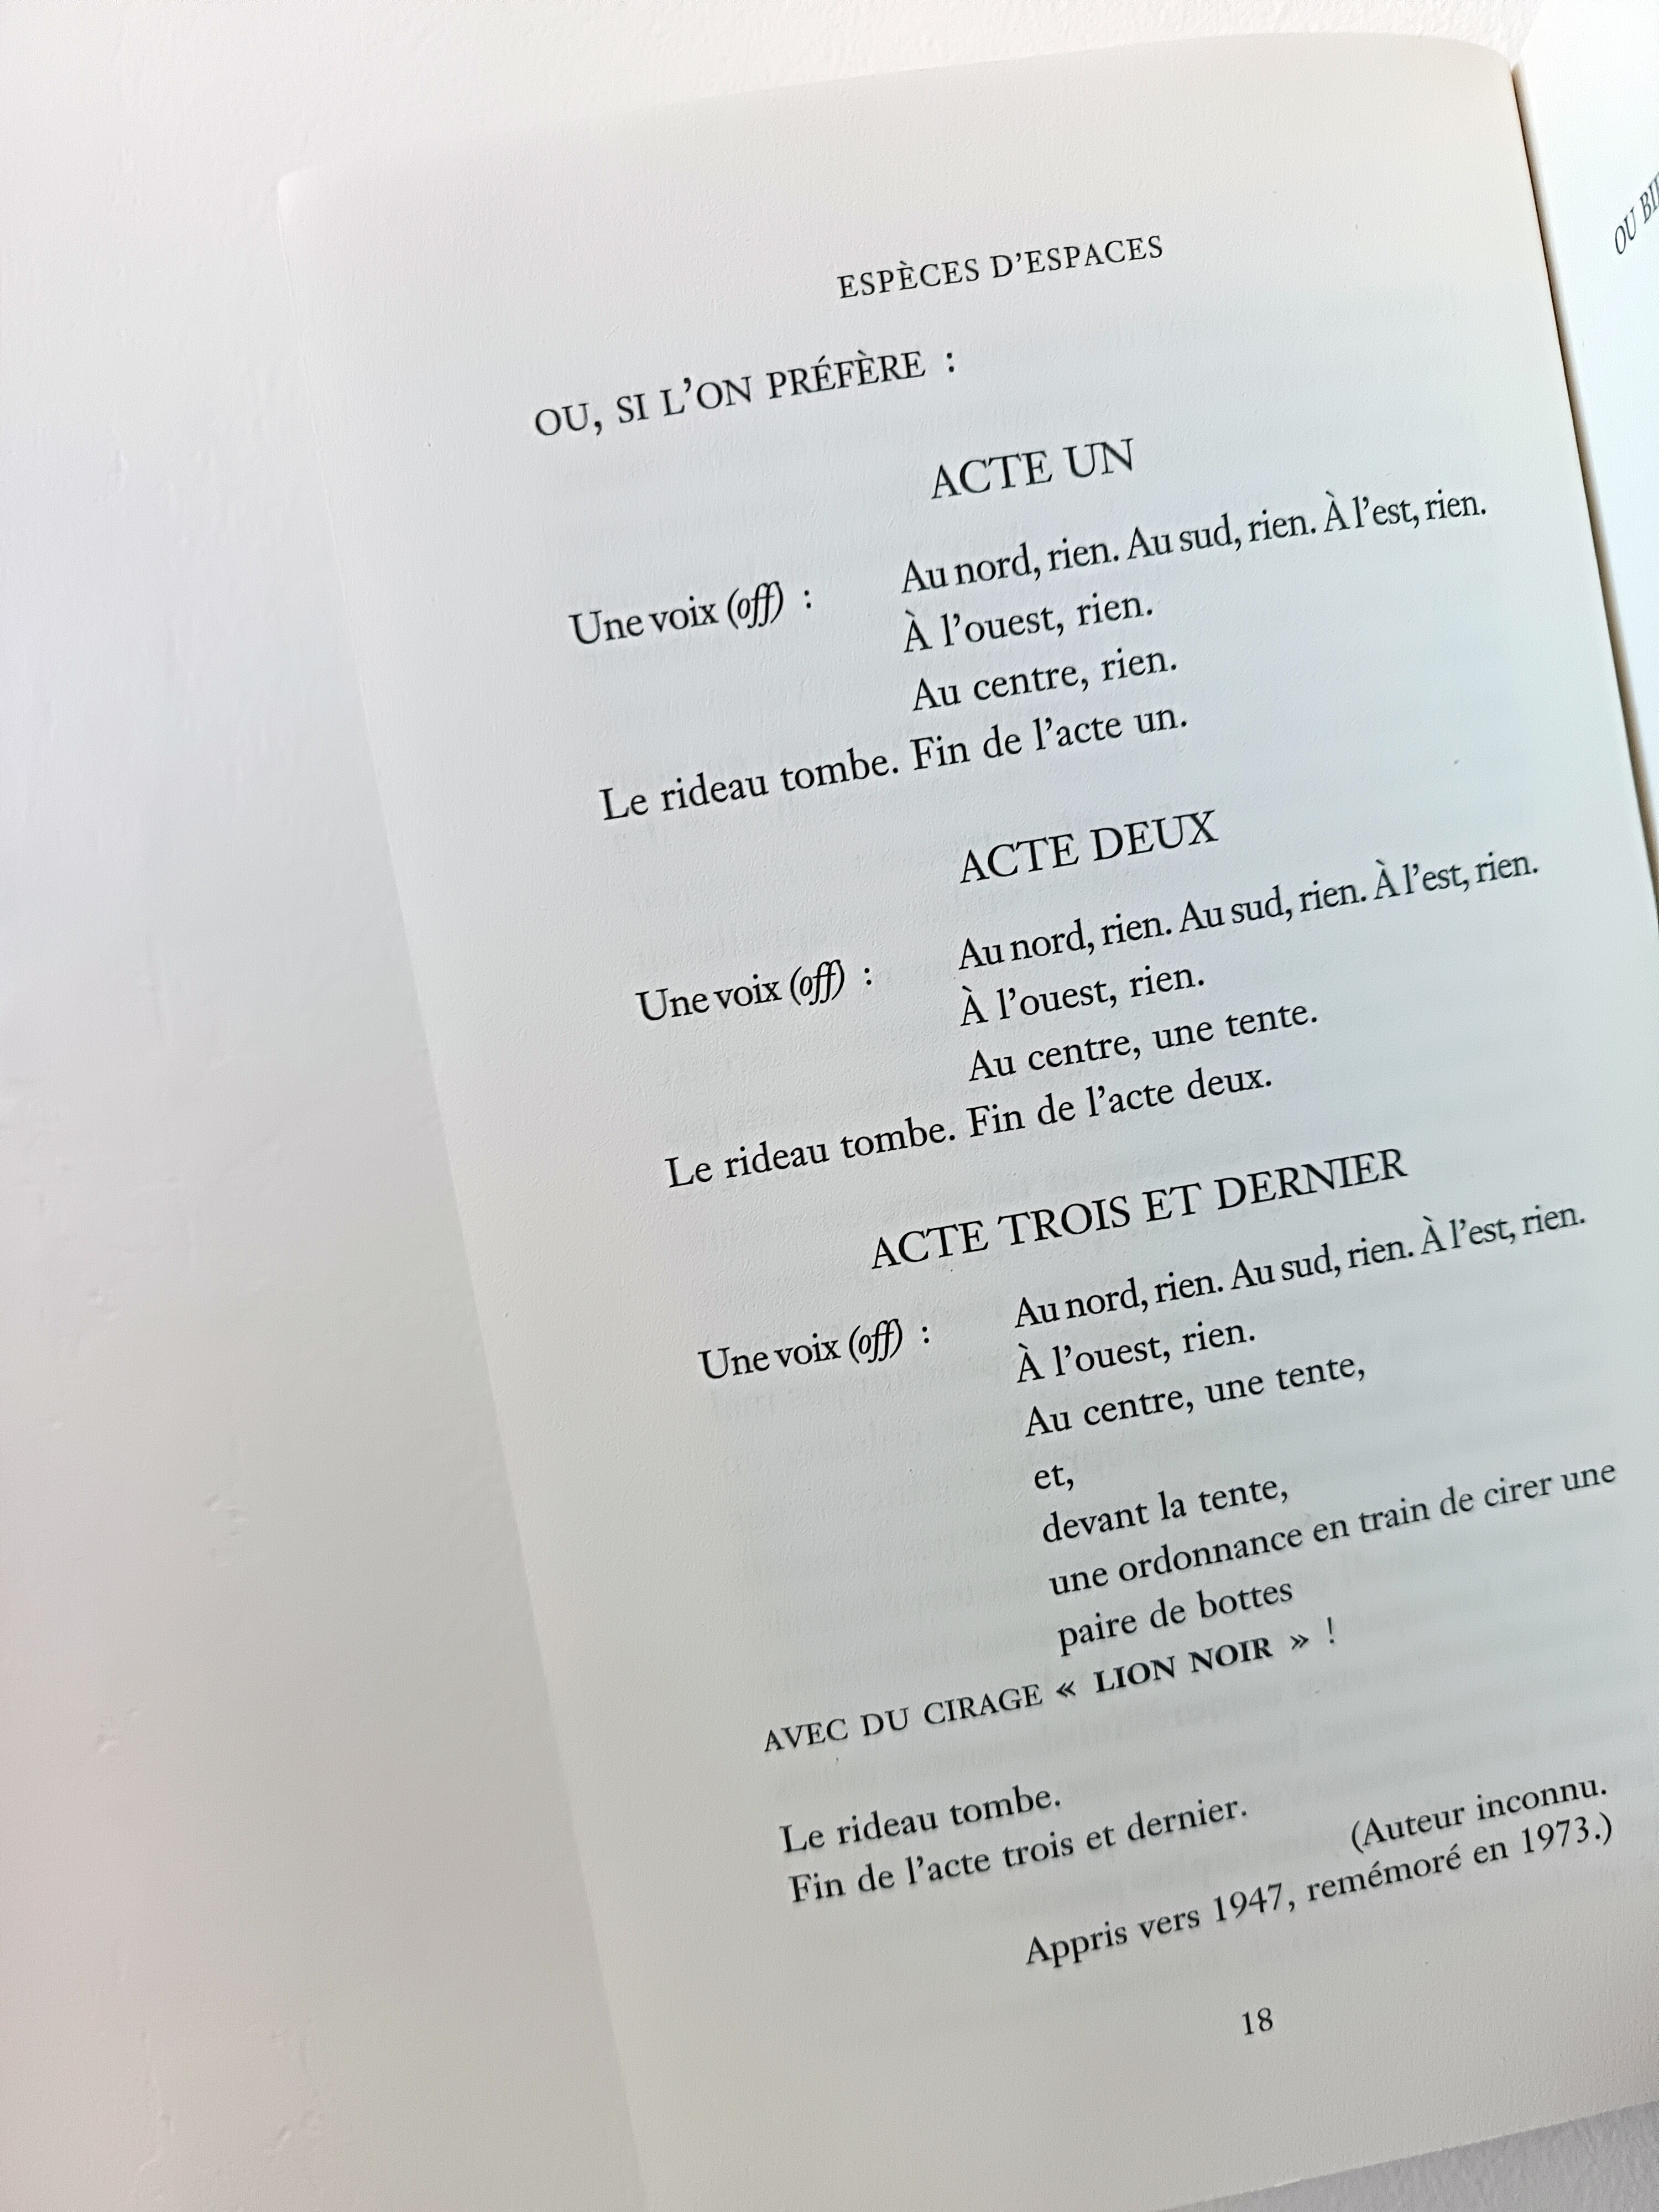 ESPÈCES D'ESPACES
OU, SI L'ON PRÉFÈRE :
ACTE UN
Une voix (off) : Au nord, rien. Au sud, rien. À l'est, rien.
À l'ouest, rien.
Au centre, rien.
Le rideau tombe. Fin de l'acte un.
ACTE DEUX
Une voix (off) : Au nord, rien. Au sud, rien. À l'est, rien.
À l'ouest, rien.
Au centre, une tente.
Le rideau tombe. Fin de l'acte deux.
ACTE TROIS ET DERNIER
Une voix (off) : Au nord, rien. Au sud, rien. À l'est, rien.
À l'ouest, rien.
Au centre, une tente,
et,
devant la tente,
une ordonnance en train de cirer une
paire de bottes
AVEC DU CIRAGE « LION NOIR » !
Le rideau tombe.
Fin de l'acte trois et dernier.
(Auteur inconnu.
Appris vers 1947, remémoré en 1973.)
18
OU